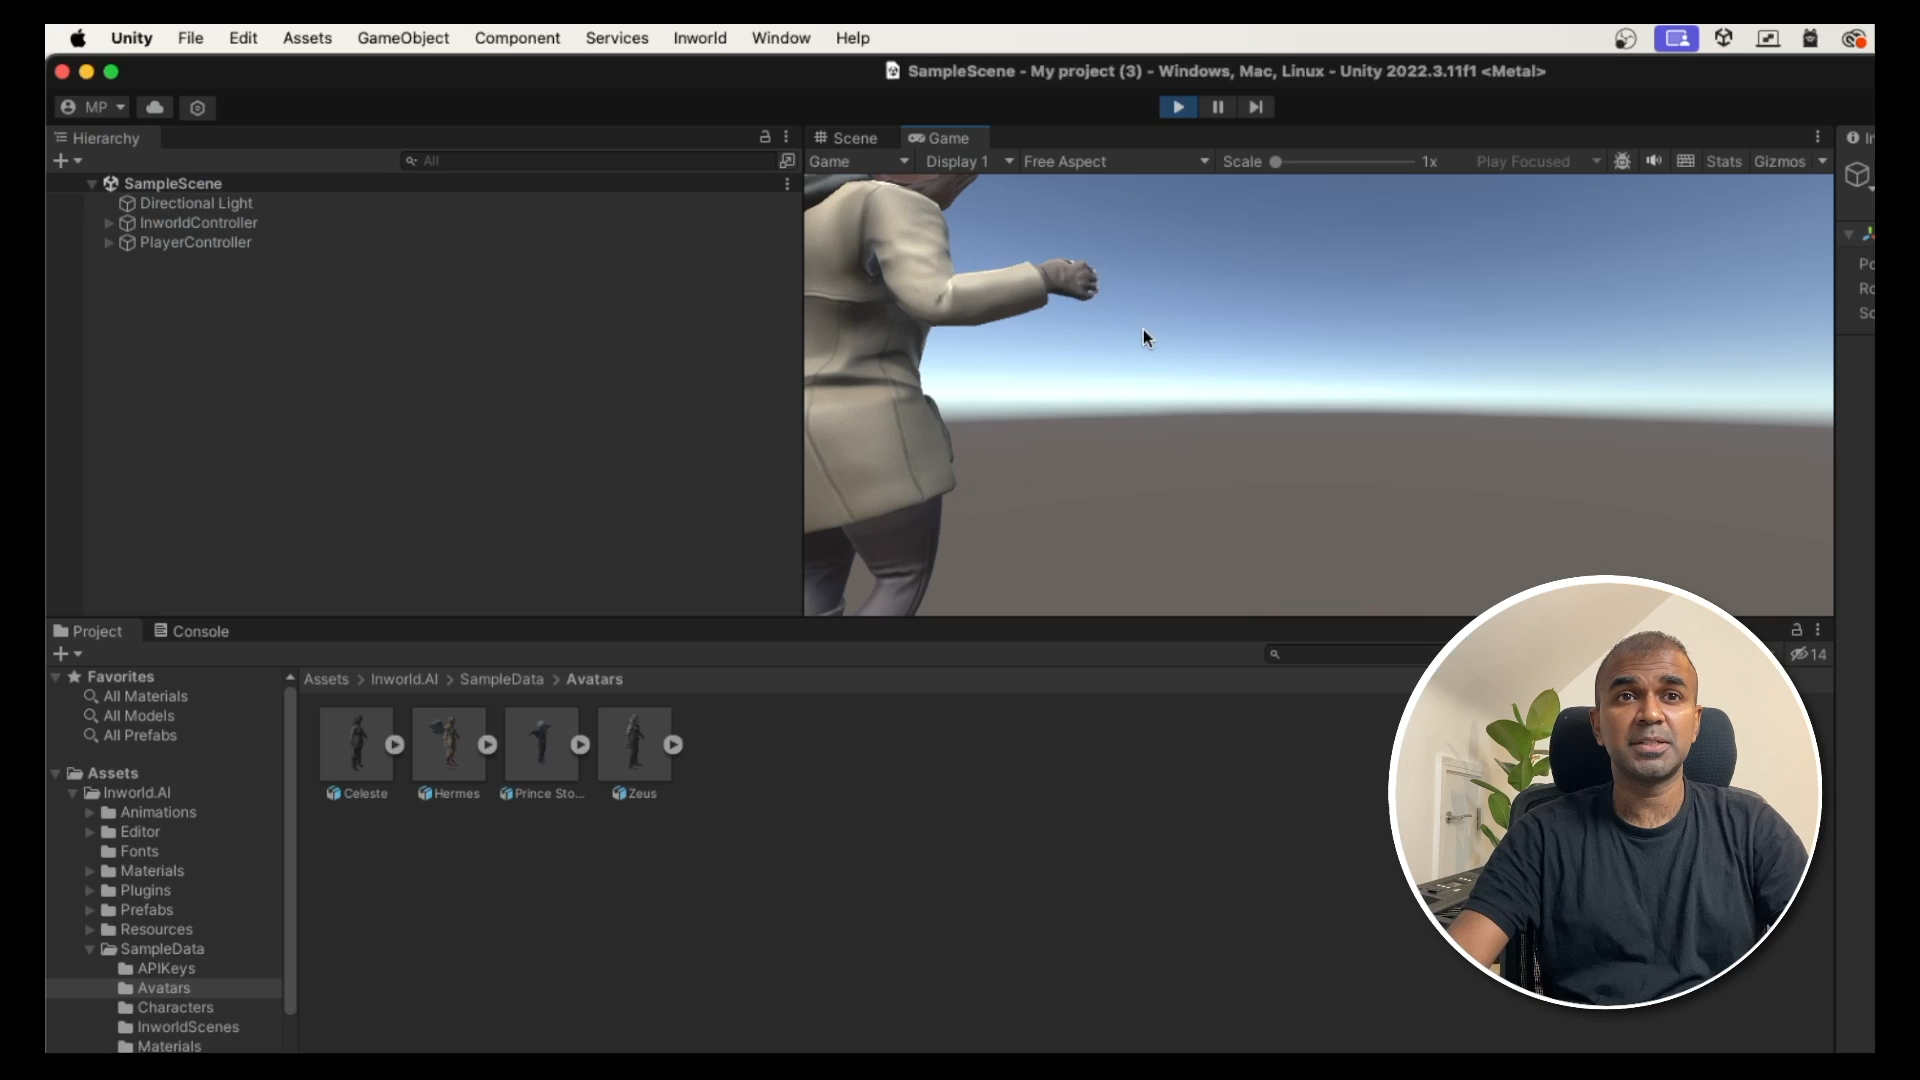 Unity File Edit Assets GameObject Component Services Inworld Window Help
SampleScene - My project (3) - Windows, Mac, Linux - Unity 2022.3.11f1 <Metal>
MP
Hierarchy
All
SampleScene
Directional Light
InworldController
PlayerController
Scene Game
Game Display 1 Free Aspect Scale 1x Play Focused Stats Gizmos
Project Console
14
Favorites
All Materials
All Models
All Prefabs
Assets
Inworld.AI
Animations
Editor
Fonts
Materials
Plugins
Prefabs
Resources
SampleData
APIKeys
Avatars
Characters
InworldScenes
Materials
Assets > Inworld.AI > SampleData > Avatars
Celeste Hermes Prince Sto... Zeus